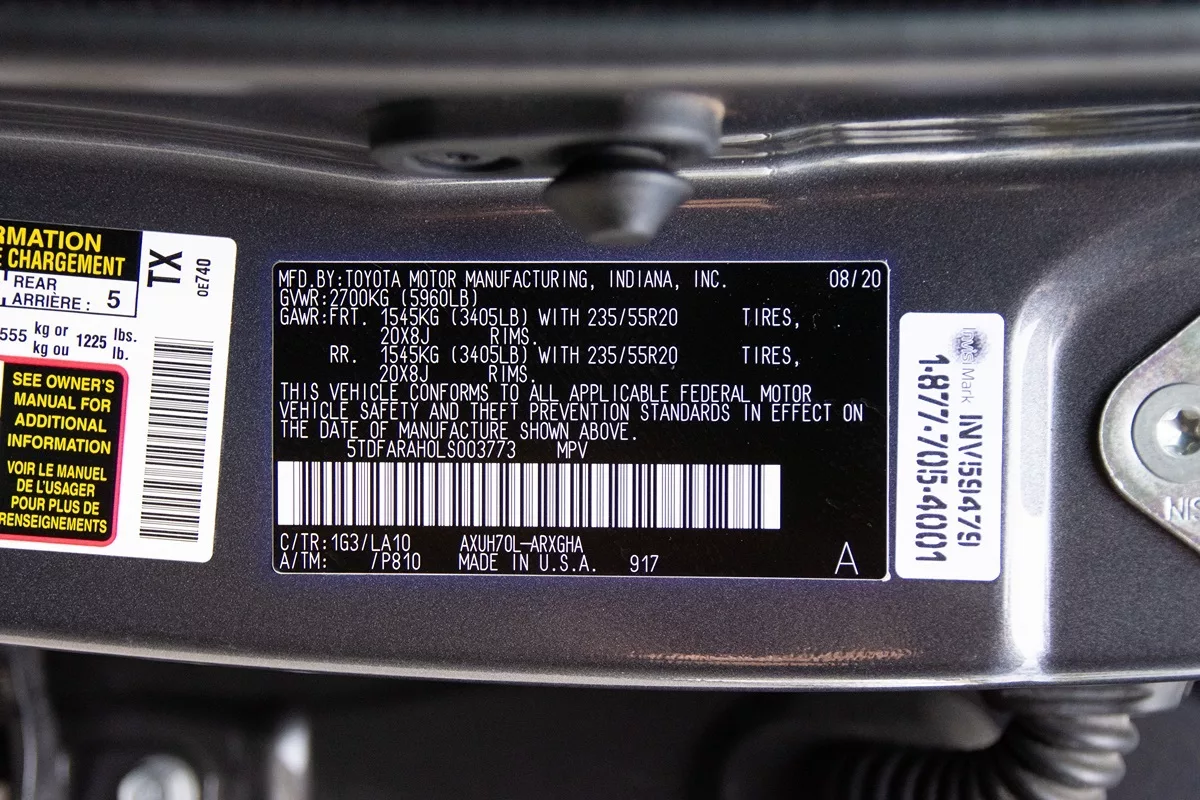 RMATION
E CHARGEMENT
REAR
ARRIÈRE : 5
555 kg or 1225 lbs.
kg ou lb.
SEE OWNER'S
MANUAL FOR
ADDITIONAL
INFORMATION
VOIR LE MANUEL
DE L'USAGER
POUR PLUS DE
RENSEIGNEMENTS
TX
0E740
MFD.BY:TOYOTA MOTOR MANUFACTURING, INDIANA, INC. 08/20
GVWR:2700KG (5960LB)
GAWR:FRT. 1545KG (3405LB) WITH 235/55R20 TIRES,
20X8J RIMS.
RR. 1545KG (3405LB) WITH 235/55R20 TIRES,
20X8J RIMS.
THIS VEHICLE CONFORMS TO ALL APPLICABLE FEDERAL MOTOR
VEHICLE SAFETY AND THEFT PREVENTION STANDARDS IN EFFECT ON
THE DATE OF MANUFACTURE SHOWN ABOVE.
5TDFARAH0LS003773 MPV
C/TR:1G3/LA10 AXUH70L-ARXGHA
A/TM: /P810 MADE IN U.S.A. 917 A
InVisiMark INV59479
1-877-705-4001
NIS